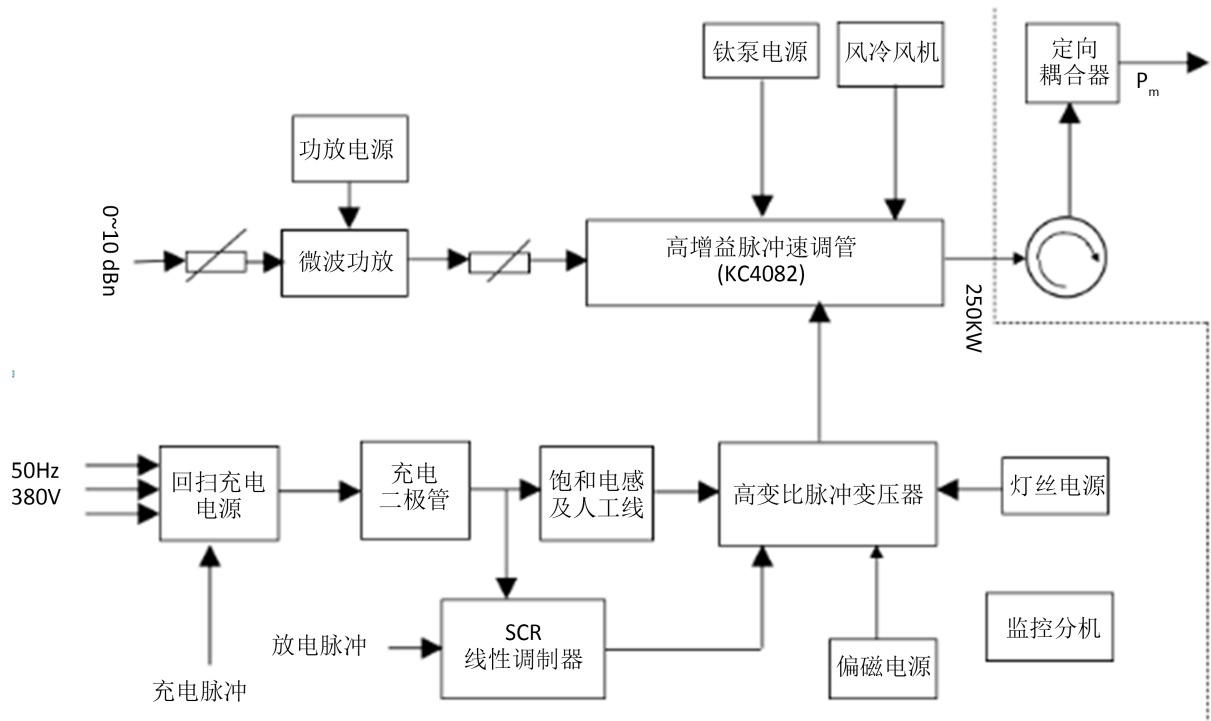 钛泵电源
风冷风机
定向
耦合器
Pm
功放电源
0~10 dBn
微波功放
高增益脉冲速调管
(KC4082)
250KW
50Hz
380V
回扫充电
电源
充电
二极管
饱和电感
及人工线
高变比脉冲变压器
灯丝电源
放电脉冲
SCR
线性调制器
偏磁电源
监控分机
充电脉冲